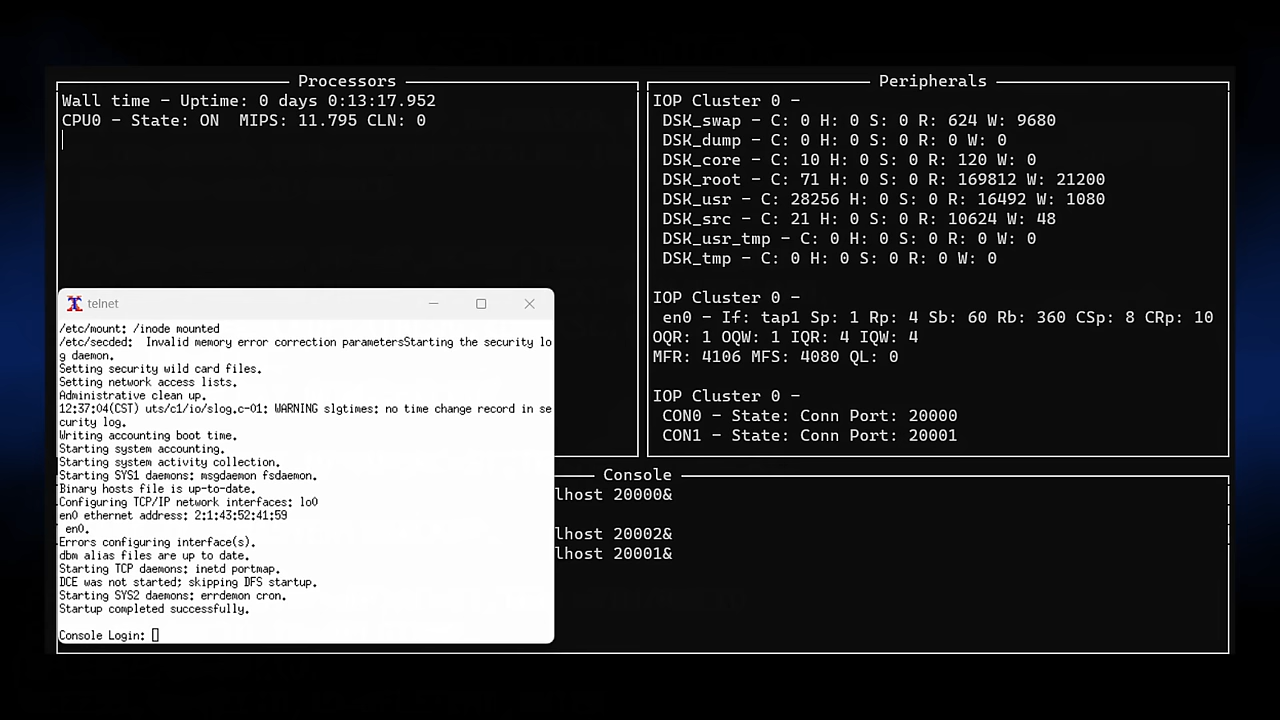 Processors
Wall time - Uptime: 0 days 0:13:17.952
CPU0 - State: ON  MIPS: 11.795 CLN: 0
Peripherals
IOP Cluster 0 -
DSK_swap - C: 0 H: 0 S: 0 R: 624 W: 9680
DSK_dump - C: 0 H: 0 S: 0 R: 0 W: 0
DSK_core - C: 10 H: 0 S: 0 R: 120 W: 0
DSK_root - C: 71 H: 0 S: 0 R: 169812 W: 21200
DSK_usr - C: 28256 H: 0 S: 0 R: 16492 W: 1080
DSK_src - C: 21 H: 0 S: 0 R: 10624 W: 48
DSK_usr_tmp - C: 0 H: 0 S: 0 R: 0 W: 0
DSK_tmp - C: 0 H: 0 S: 0 R: 0 W: 0
IOP Cluster 0 -
en0 - If: tap1 Sp: 1 Rp: 4 Sb: 60 Rb: 360 CSp: 8 CRp: 10
OQR: 1 OQW: 1 IQR: 4 IQW: 4
MFR: 4106 MFS: 4080 QL: 0
IOP Cluster 0 -
CON0 - State: Conn Port: 20000
CON1 - State: Conn Port: 20001
telnet
/etc/mount: /inode mounted
/etc/secded:  Invalid memory error correction parametersStarting the security lo
g daemon.
Setting security wild card files.
Setting network access lists.
Administrative clean up.
12:37:04(CST) uts/c1/io/slog.c-01: WARNING slgtimes: no time change record in se
curity log.
Writing accounting boot time.
Starting system accounting.
Starting system activity collection.
Starting SYS1 daemons: msgdaemon fsdaemon.
Binary hosts file is up-to-date.
Configuring TCP/IP network interfaces: lo0
en0 ethernet address: 2:1:43:52:41:59
en0.
Errors configuring interface(s).
dbm alias files are up to date.
Starting TCP daemons: inetd portmap.
DCE was not started; skipping DFS startup.
Starting SYS2 daemons: errdemon cron.
Startup completed successfully.
Console Login:
Console
lhost 20000&
lhost 20002&
lhost 20001&